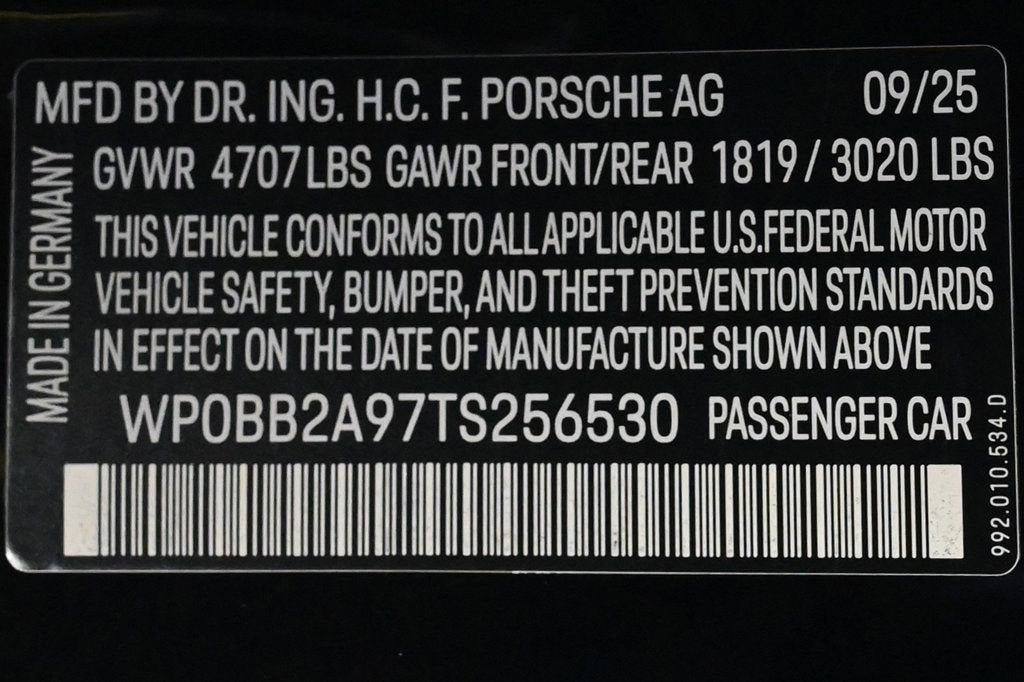 MFD BY DR. ING. H.C. F. PORSCHE AG 09/25
GVWR 4707 LBS GAWR FRONT/REAR 1819 / 3020 LBS
THIS VEHICLE CONFORMS TO ALL APPLICABLE U.S.FEDERAL MOTOR
VEHICLE SAFETY, BUMPER, AND THEFT PREVENTION STANDARDS
IN EFFECT ON THE DATE OF MANUFACTURE SHOWN ABOVE
WP0BB2A97TS256530 PASSENGER CAR
MADE IN GERMANY
992.010.534.D